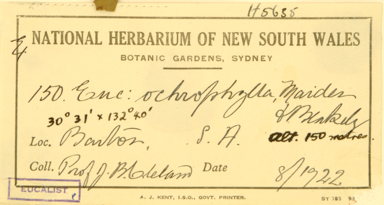 H5635
NATIONAL HERBARIUM OF NEW SOUTH WALES
BOTANIC GARDENS, SYDNEY
150. Euc: ochrophylla, Maiden
& Blakely
30° 31' x 132° 40'
Loc. Barton, S. A. alt. 150 metres.
Coll. Prof J. B. Cleland Date 8/1922
EUCALIST
A. J. KENT, I.S.O., GOVT. PRINTER.